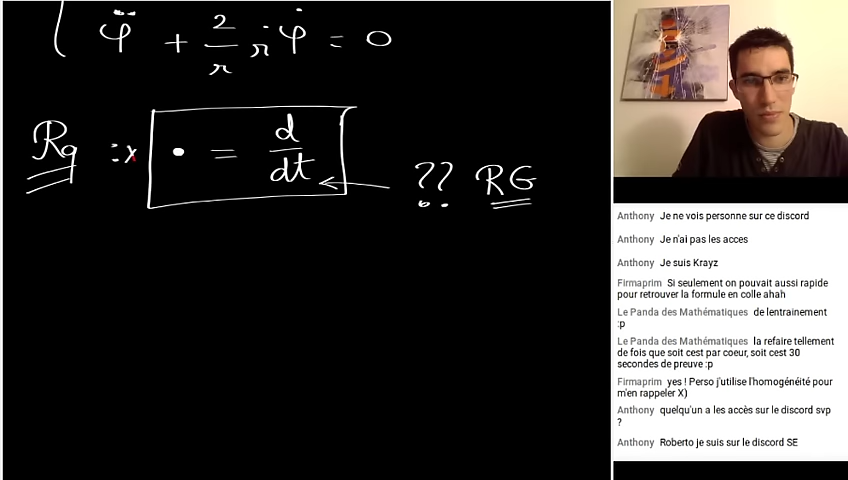 φ̈ + 2/r ṙ φ̇ = 0
Rq : x • = d/dt ?? RG
Anthony Je ne vois personne sur ce discord
Anthony Je n'ai pas les acces
Anthony Je suis Krayz
Firmaprim Si seulement on pouvait aussi rapide
pour retrouver la formule en colle ahah
Le Panda des Mathématiques de lentrainement
:p
Le Panda des Mathématiques la refaire tellement
de fois que soit cest par coeur, soit cest 30
secondes de preuve :p
Firmaprim yes ! Perso j'utilise l'homogénéité pour
m'en rappeler X)
Anthony quelqu'un a les accès sur le discord svp
?
Anthony Roberto je suis sur le discord SE